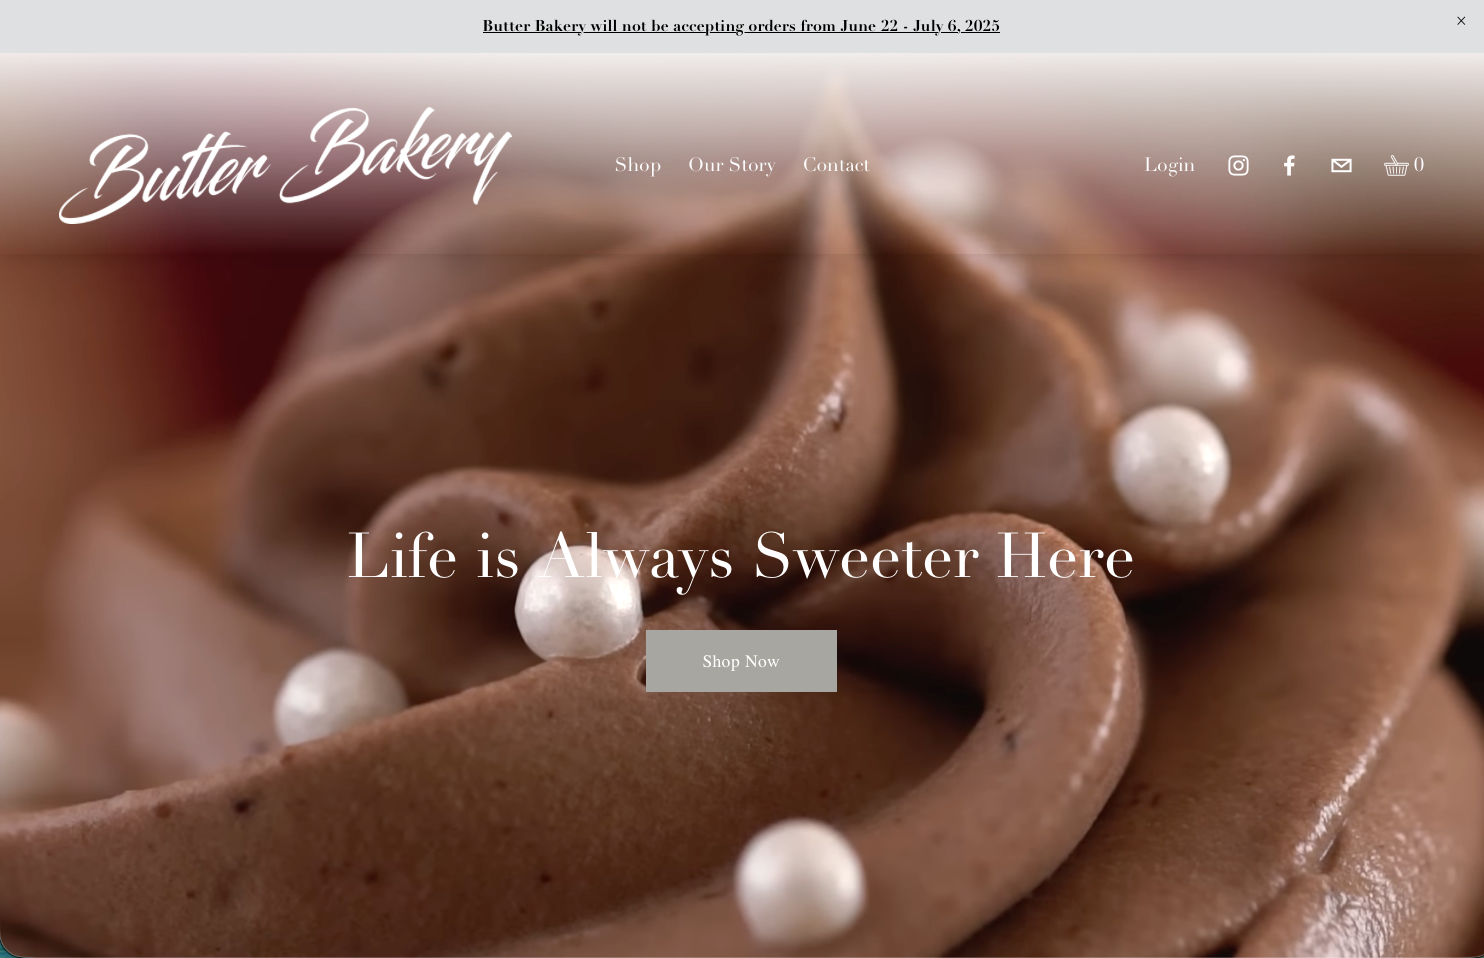 Butter Bakery will not be accepting orders from June 22 - July 6, 2025
Butter Bakery
Shop Our Story Contact
Login 0
Life is Always Sweeter Here
Shop Now